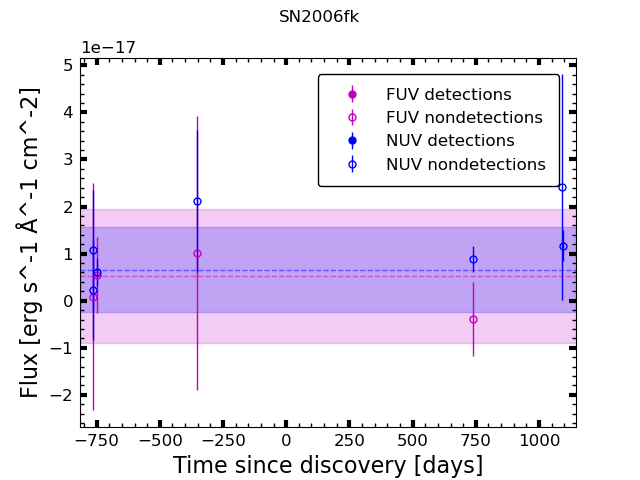 SN2006fk
1e−17
5
4
3
2
1
0
−1
−2
Flux [erg s^-1 Å^-1 cm^-2]
FUV detections
FUV nondetections
NUV detections
NUV nondetections
−750 −500 −250 0 250 500 750 1000
Time since discovery [days]